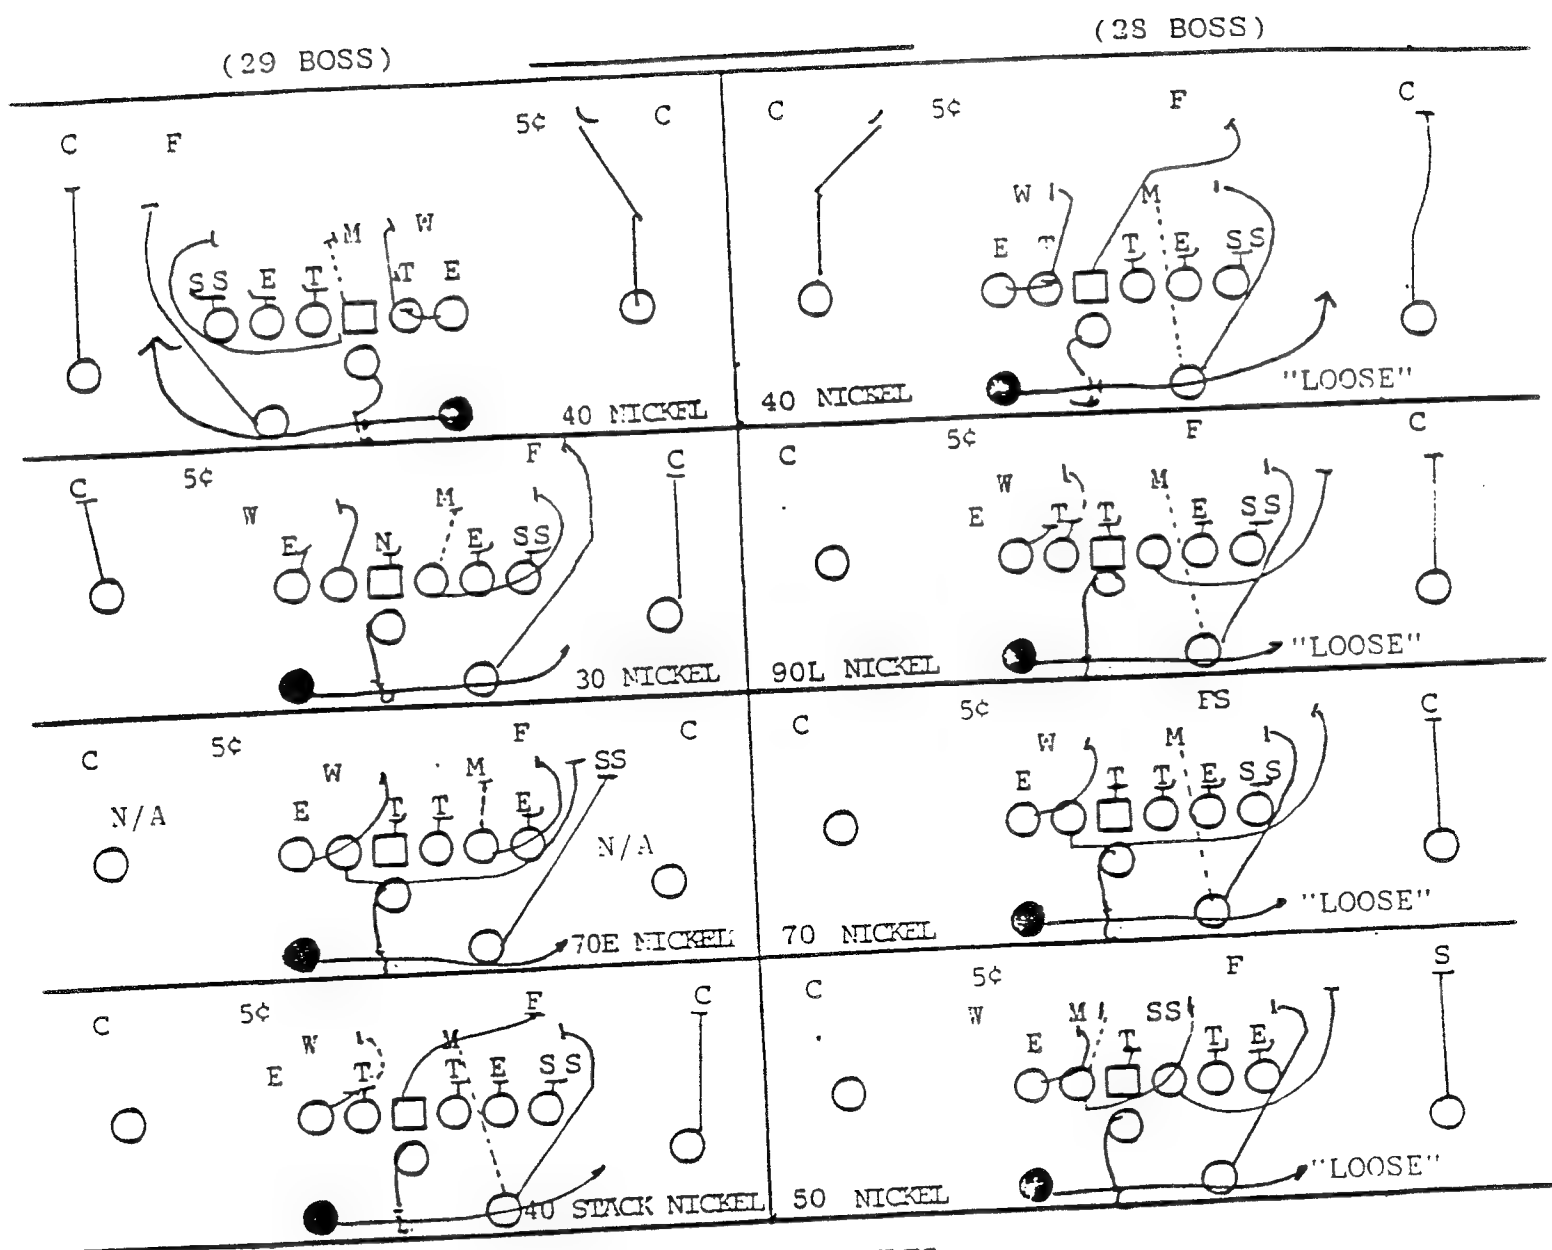 (29 BOSS)
(28 BOSS)
C F 5¢ C
SS E T M T W E
40 NICKEL
C 5¢ F C
W M
E T T E SS
"LOOSE"
40 NICKEL
C 5¢ F C
W M
E N E SS
30 NICKEL
C 5¢ F C
W M
E T T E SS
"LOOSE"
90L NICKEL
C 5¢ F C
W M SS
N/A E T T E N/A
70E NICKEL
C 5¢ FS C
W M
E T T E SS
"LOOSE"
70 NICKEL
C 5¢ F C
W M
E T T E SS
40 STACK NICKEL
C 5¢ F S
W M SS
E T T E
"LOOSE"
50 NICKEL